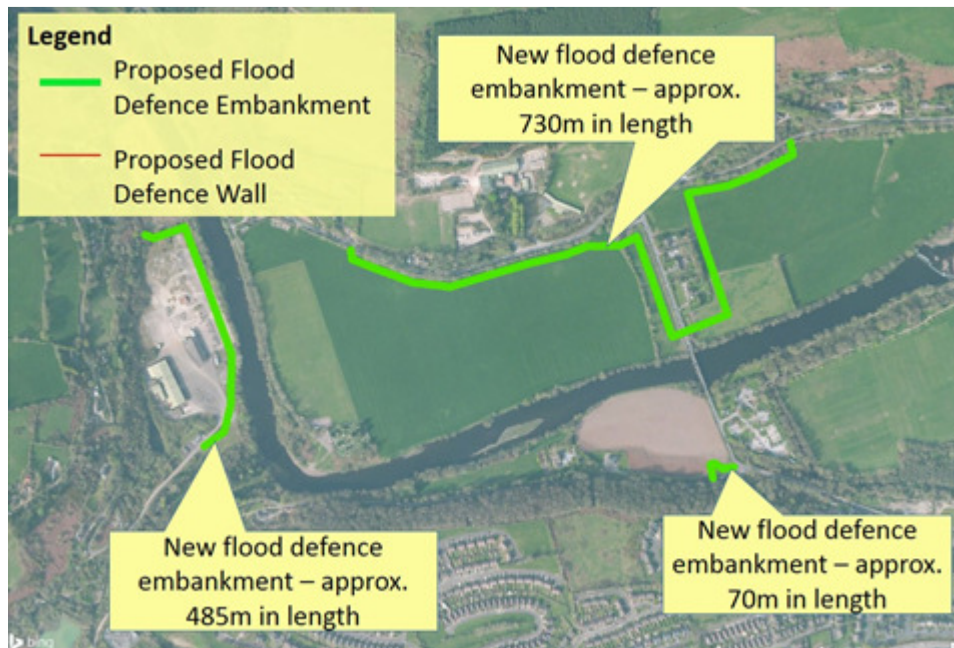 Legend
Proposed Flood
Defence Embankment
Proposed Flood
Defence Wall
New flood defence
embankment – approx.
730m in length
New flood defence
embankment – approx.
485m in length
New flood defence
embankment – approx.
70m in length
bing